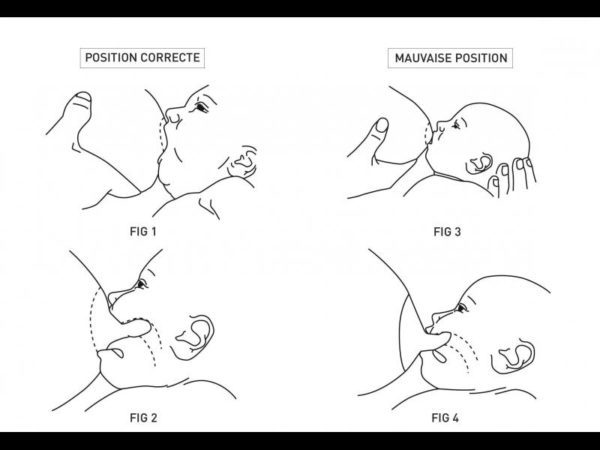 POSITION CORRECTE
MAUVAISE POSITION
FIG 1
FIG 3
FIG 2
FIG 4